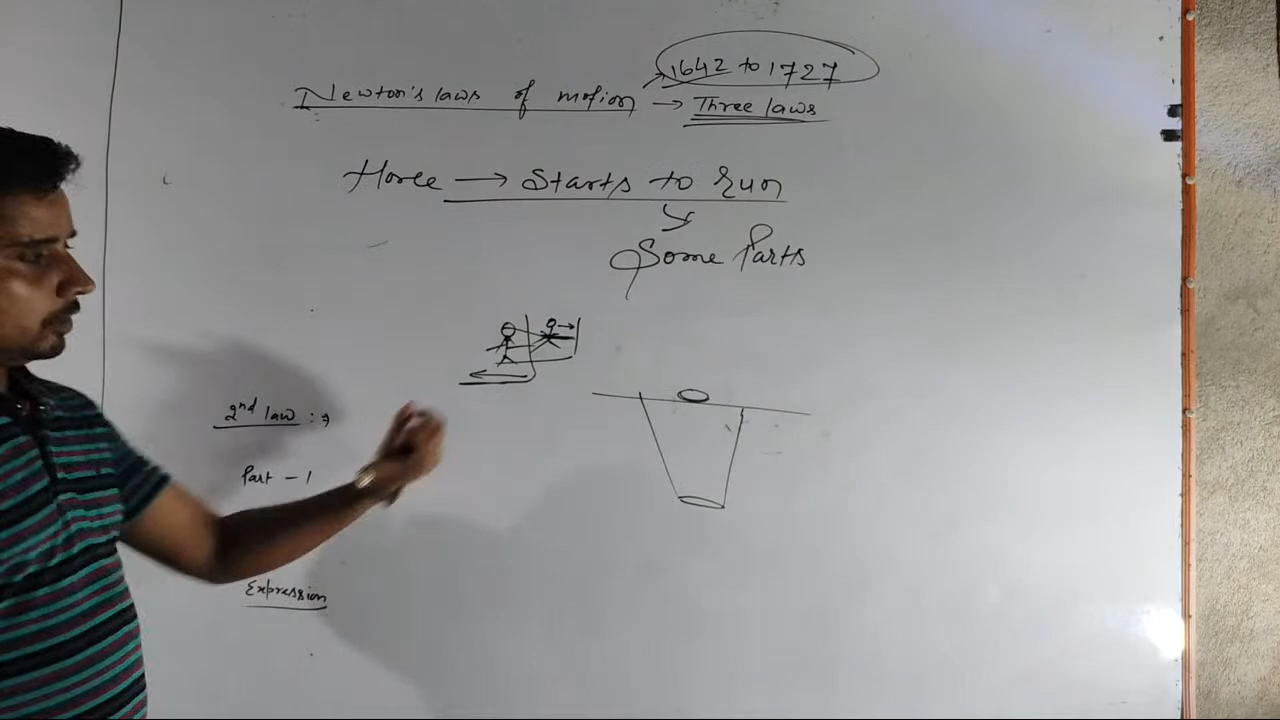 1642 to 1727
Newton's laws of motion → Three laws
Horce → Starts to run
Some Parts
2nd law :⇒
Part - 1
Expression